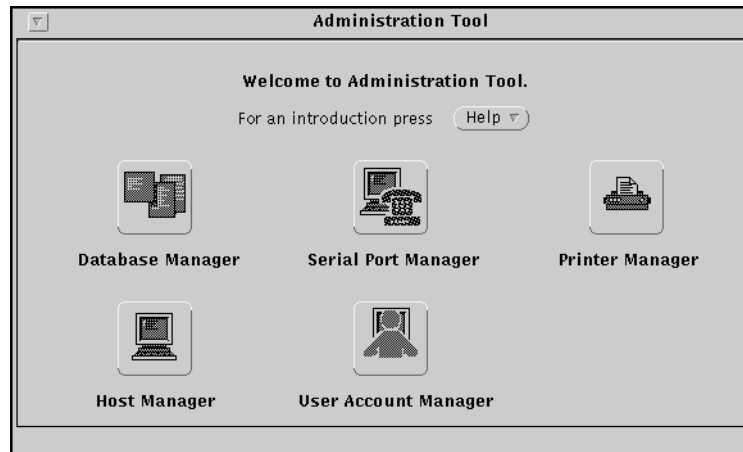 Administration Tool
Welcome to Administration Tool.
For an introduction press Help
Database Manager
Serial Port Manager
Printer Manager
Host Manager
User Account Manager